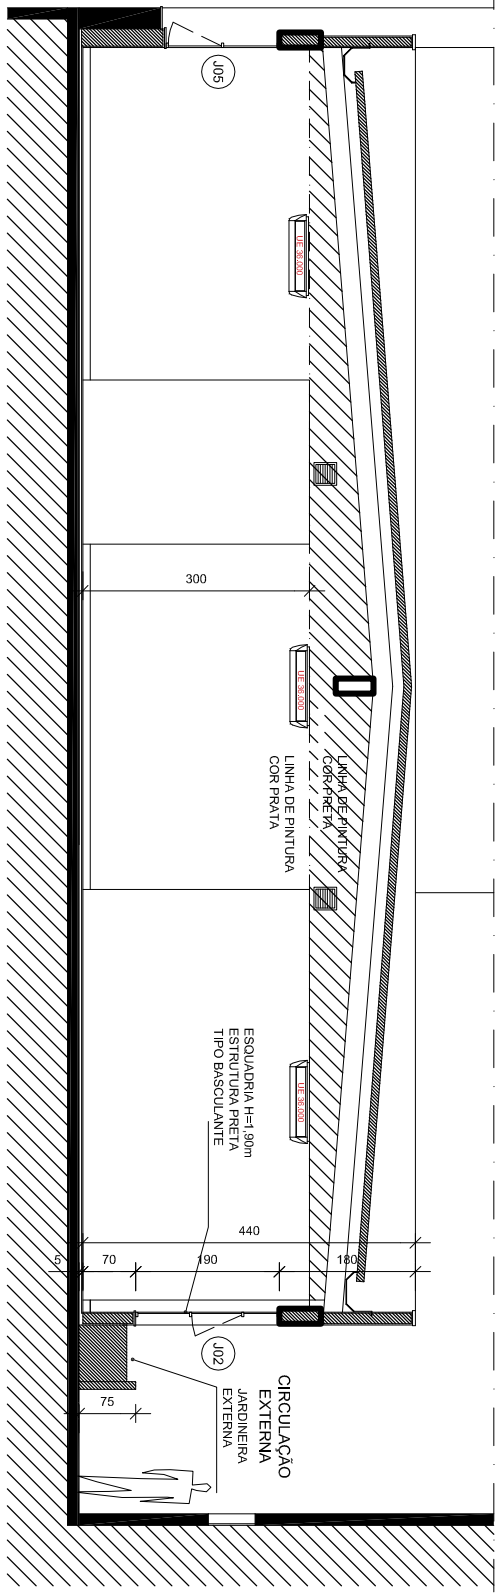 J05
UE 36.000
300
UE 36.000
LINHA DE PINTURA
COR PRETA
LINHA DE PINTURA
COR PRATA
ESQUADRIA H=1,90m
ESTRUTURA PRETA
TIPO BASCULANTE
UE 36.000
440
5
70
190
180
J02
75
CIRCULAÇÃO
EXTERNA
JARDINEIRA
EXTERNA